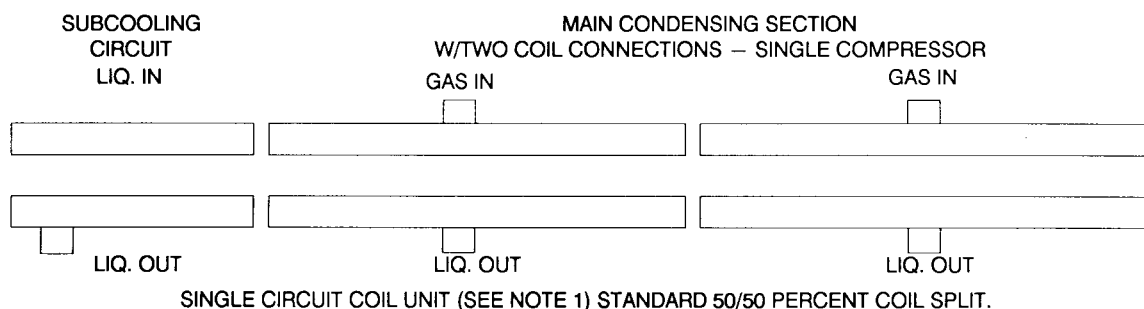 SUBCOOLING
CIRCUIT
LIQ. IN
MAIN CONDENSING SECTION
W/TWO COIL CONNECTIONS — SINGLE COMPRESSOR
GAS IN
GAS IN
LIQ. OUT
LIQ. OUT
LIQ. OUT
SINGLE CIRCUIT COIL UNIT (SEE NOTE 1) STANDARD 50/50 PERCENT COIL SPLIT.